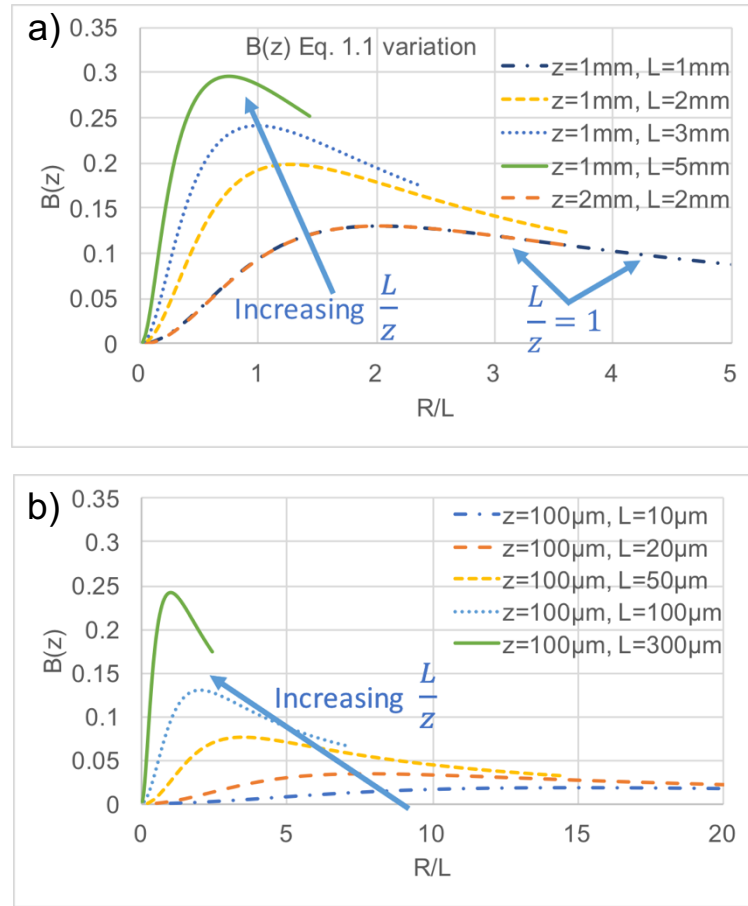 a)
B(z) Eq. 1.1 variation
0.35
0.3
0.25
0.2
0.15
0.1
0.05
0
B(z)
z=1mm, L=1mm
z=1mm, L=2mm
z=1mm, L=3mm
z=1mm, L=5mm
z=2mm, L=2mm
Increasing L/z
L/z = 1
0 1 2 3 4 5
R/L
b)
0.35
0.3
0.25
0.2
0.15
0.1
0.05
0
B(z)
z=100µm, L=10µm
z=100µm, L=20µm
z=100µm, L=50µm
z=100µm, L=100µm
z=100µm, L=300µm
Increasing L/z
0 5 10 15 20
R/L